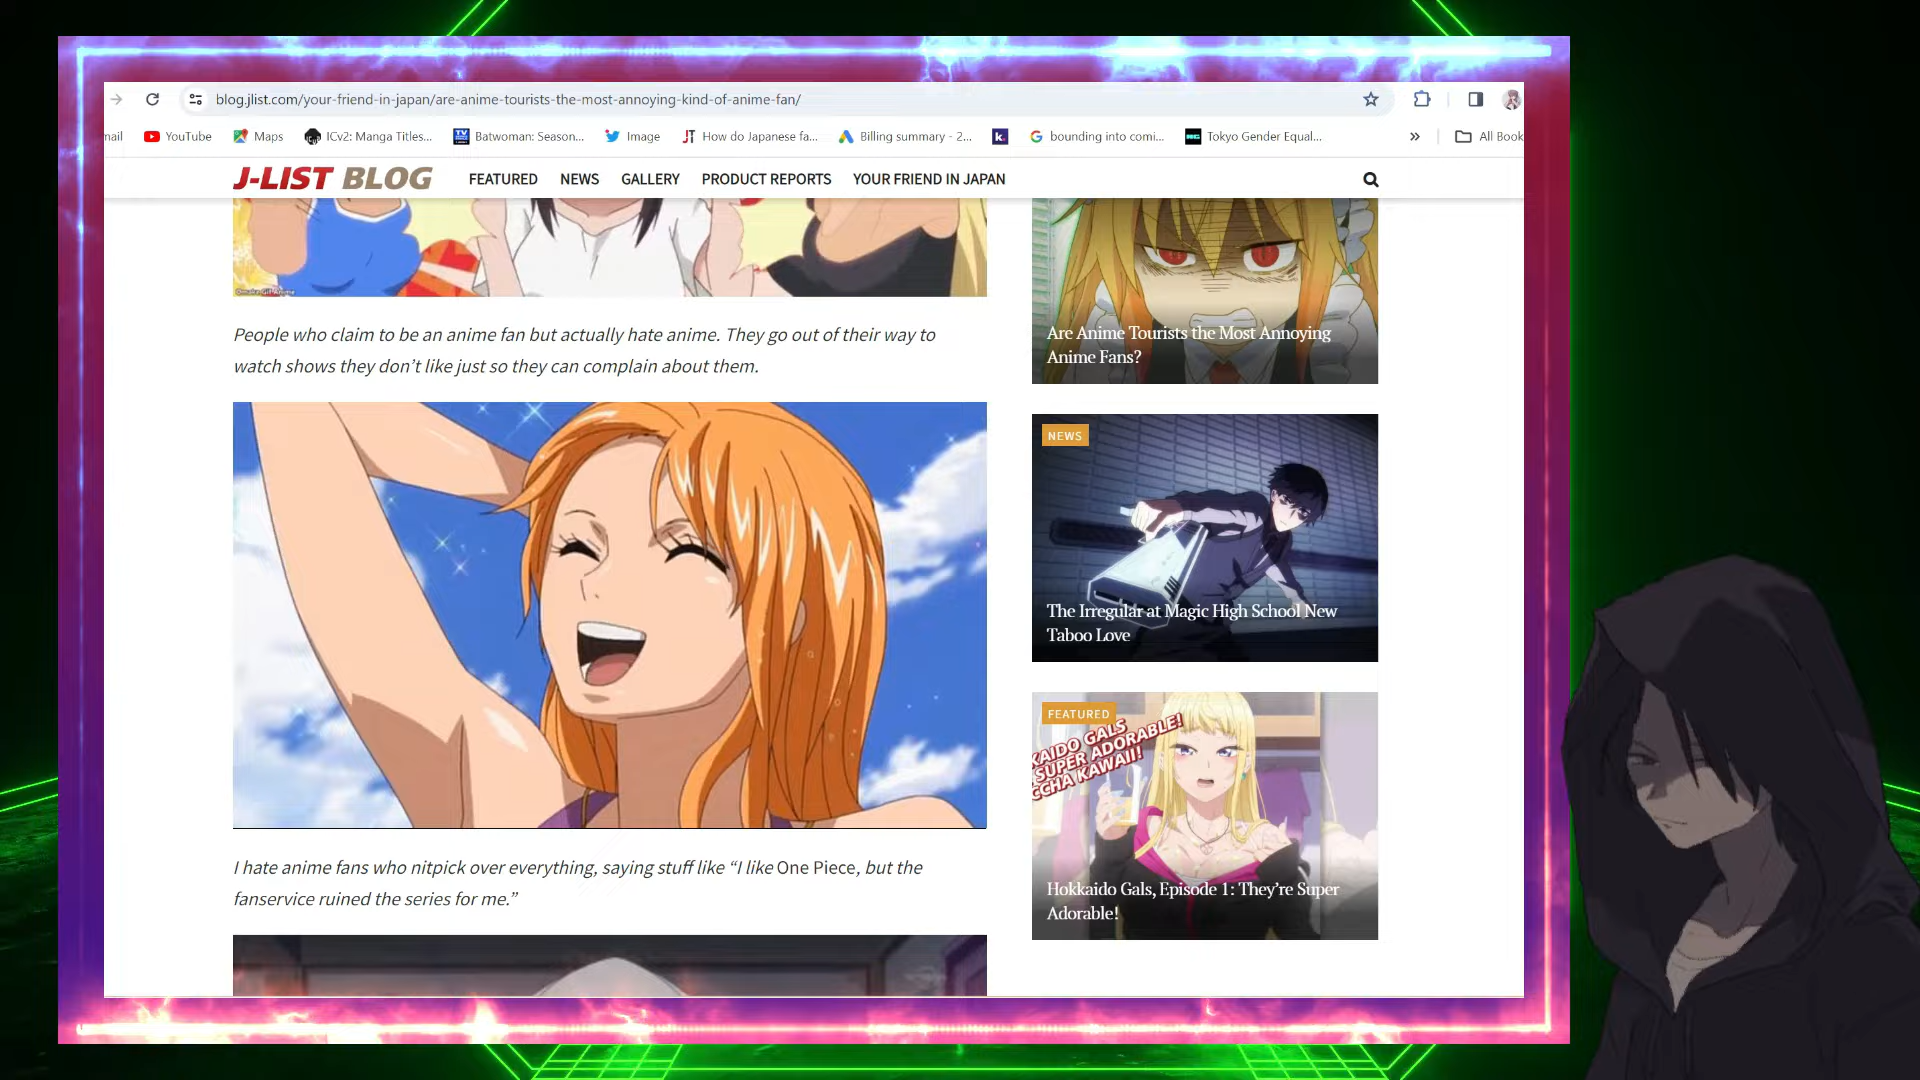 blog.jlist.com/your-friend-in-japan/are-anime-tourists-the-most-annoying-kind-of-anime-fan/
nail YouTube Maps ICv2: Manga Titles... Batwoman: Season... Image How do Japanese fa... Billing summary - 2... k. bounding into comi... Tokyo Gender Equal... » All Book
J-LIST BLOG FEATURED NEWS GALLERY PRODUCT REPORTS YOUR FRIEND IN JAPAN
Omake Gif Anime
People who claim to be an anime fan but actually hate anime. They go out of their way to
watch shows they don’t like just so they can complain about them.
I hate anime fans who nitpick over everything, saying stuff like “I like One Piece, but the
fanservice ruined the series for me.”
Are Anime Tourists the Most Annoying
Anime Fans?
NEWS
The Irregular at Magic High School New
Taboo Love
FEATURED
KAIDO GALS
SUPER ADORABLE!
CCHA KAWAII!
Hokkaido Gals, Episode 1: They’re Super
Adorable!